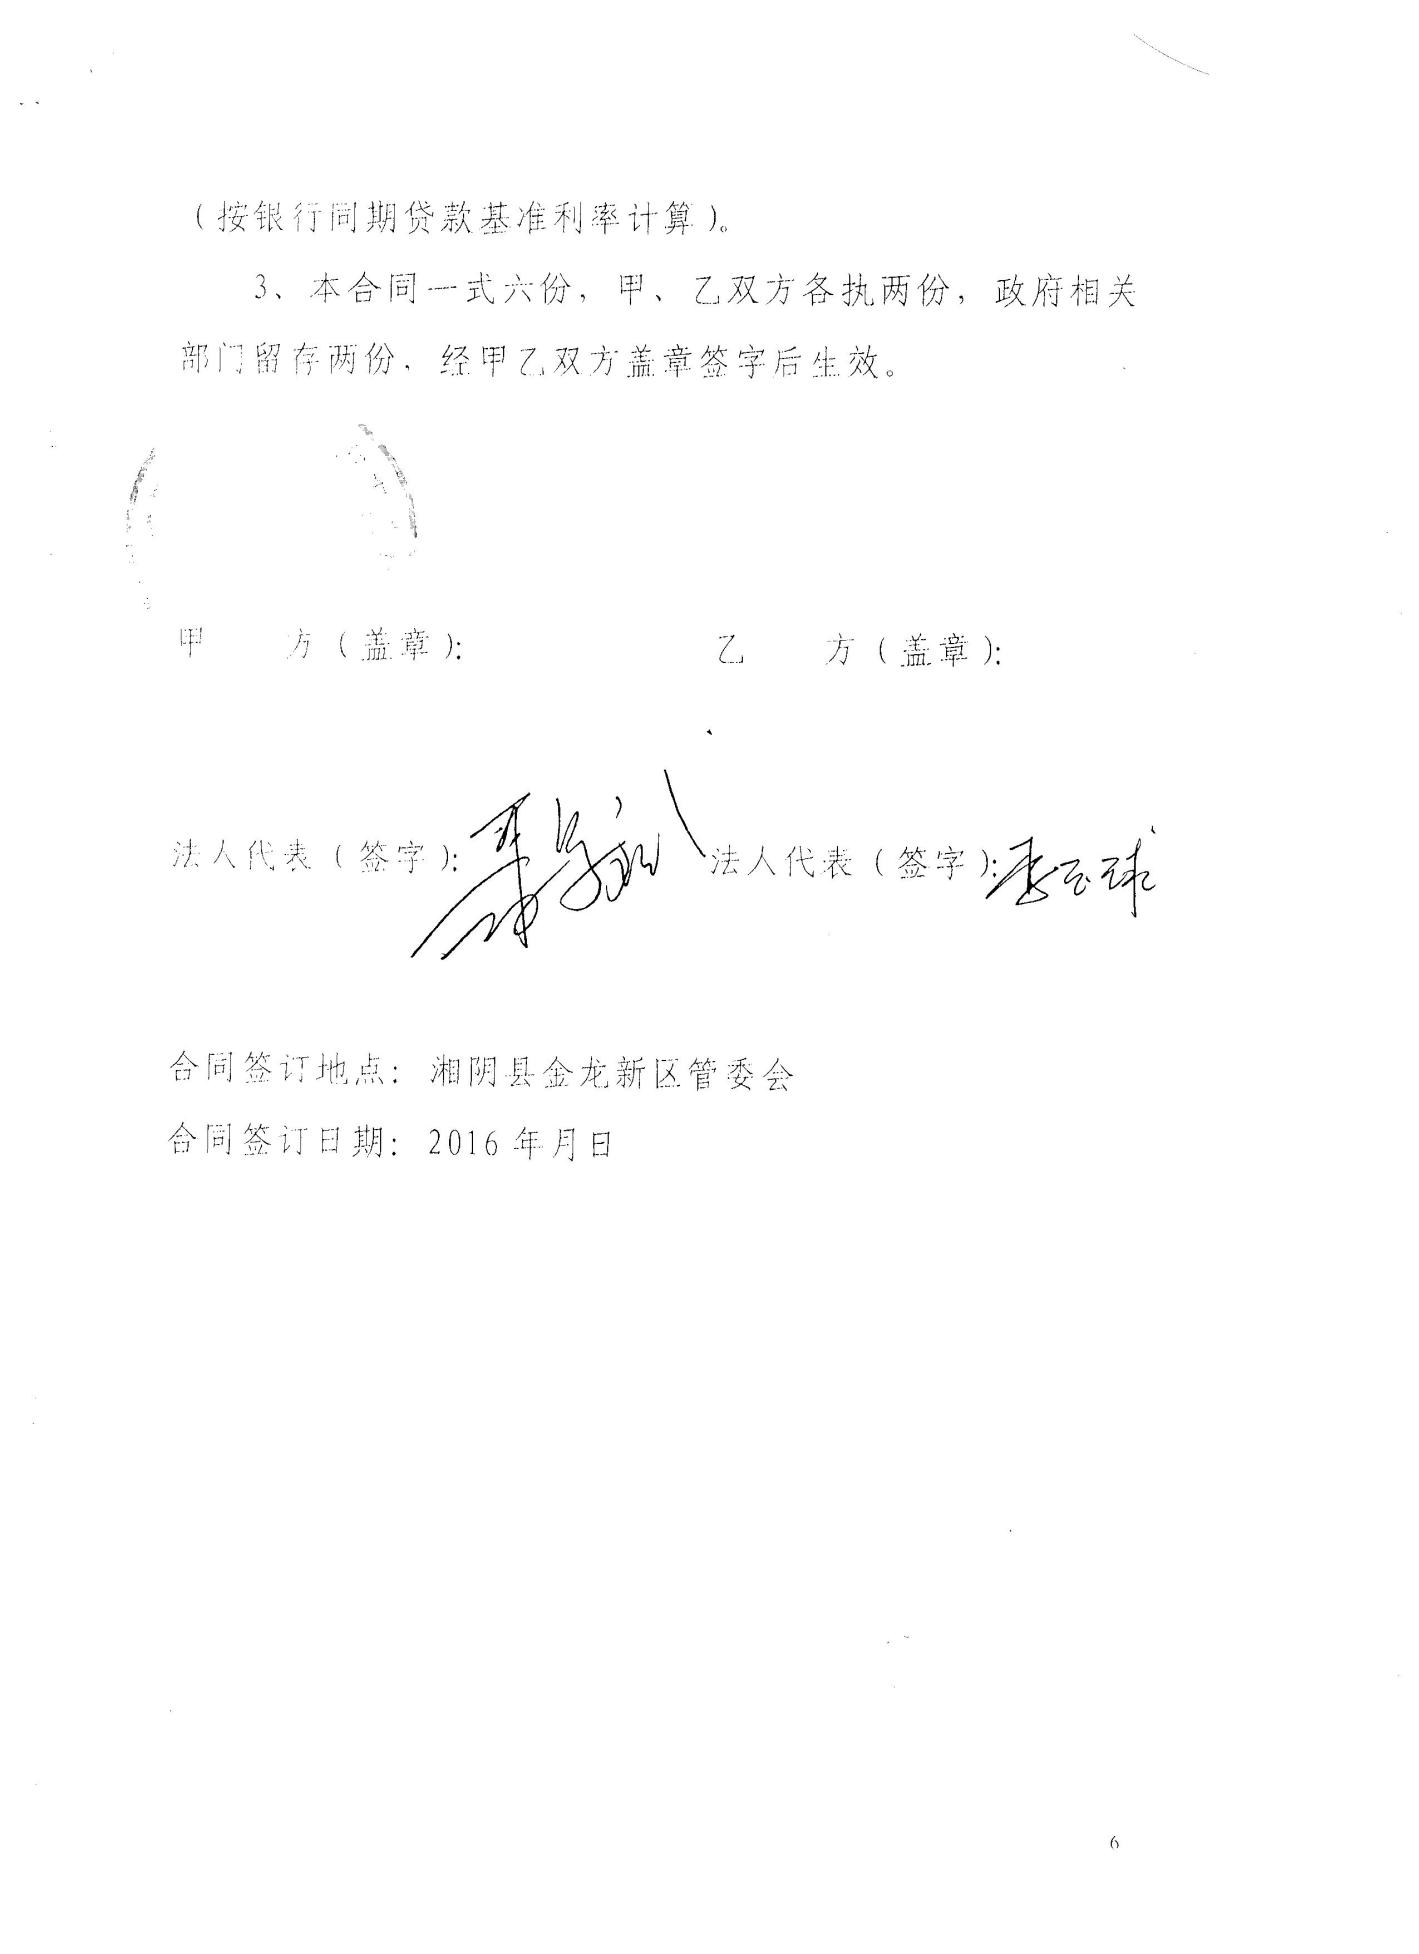 （按银行同期贷款基准利率计算）。
3、本合同一式六份，甲、乙双方各执两份，政府相关
部门留存两份，经甲乙双方盖章签字后生效。
甲 方（盖章）： 乙 方（盖章）：
法人代表（签字）： 法人代表（签字）：
合同签订地点：湘阴县金龙新区管委会
合同签订日期：2016 年月日
6